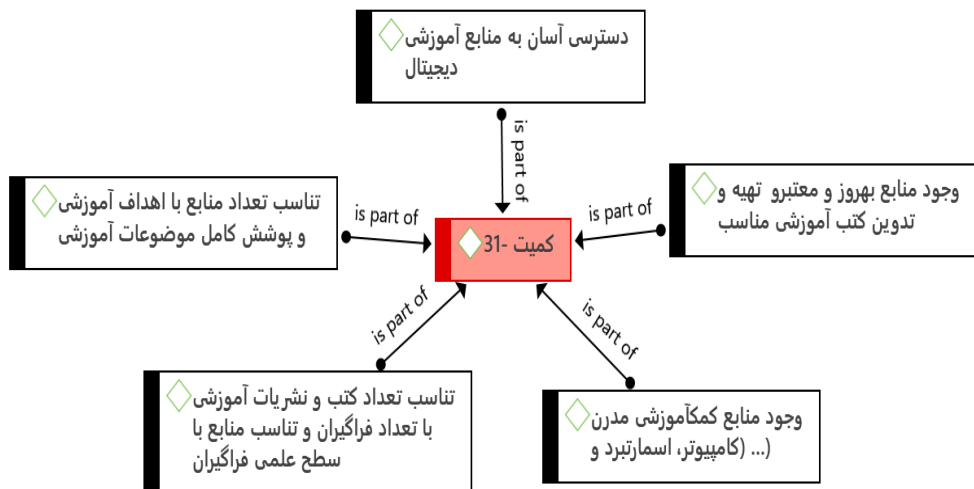 دسترسی آسان به منابع آموزشی
دیجیتال
is part of
وجود منابع بهروز و معتبرو تهیه و
تدوین کتب آموزشی مناسب
is part of
تناسب تعداد منابع با اهداف آموزشی
و پوشش کامل موضوعات آموزشی
is part of
کمیت -31
is part of
is part of
تناسب تعداد کتب و نشریات آموزشی
با تعداد فراگیران و تناسب منابع با
سطح علمی فراگیران
وجود منابع کمکآموزشی مدرن
(... (کامپیوتر، اسمارتبرد و